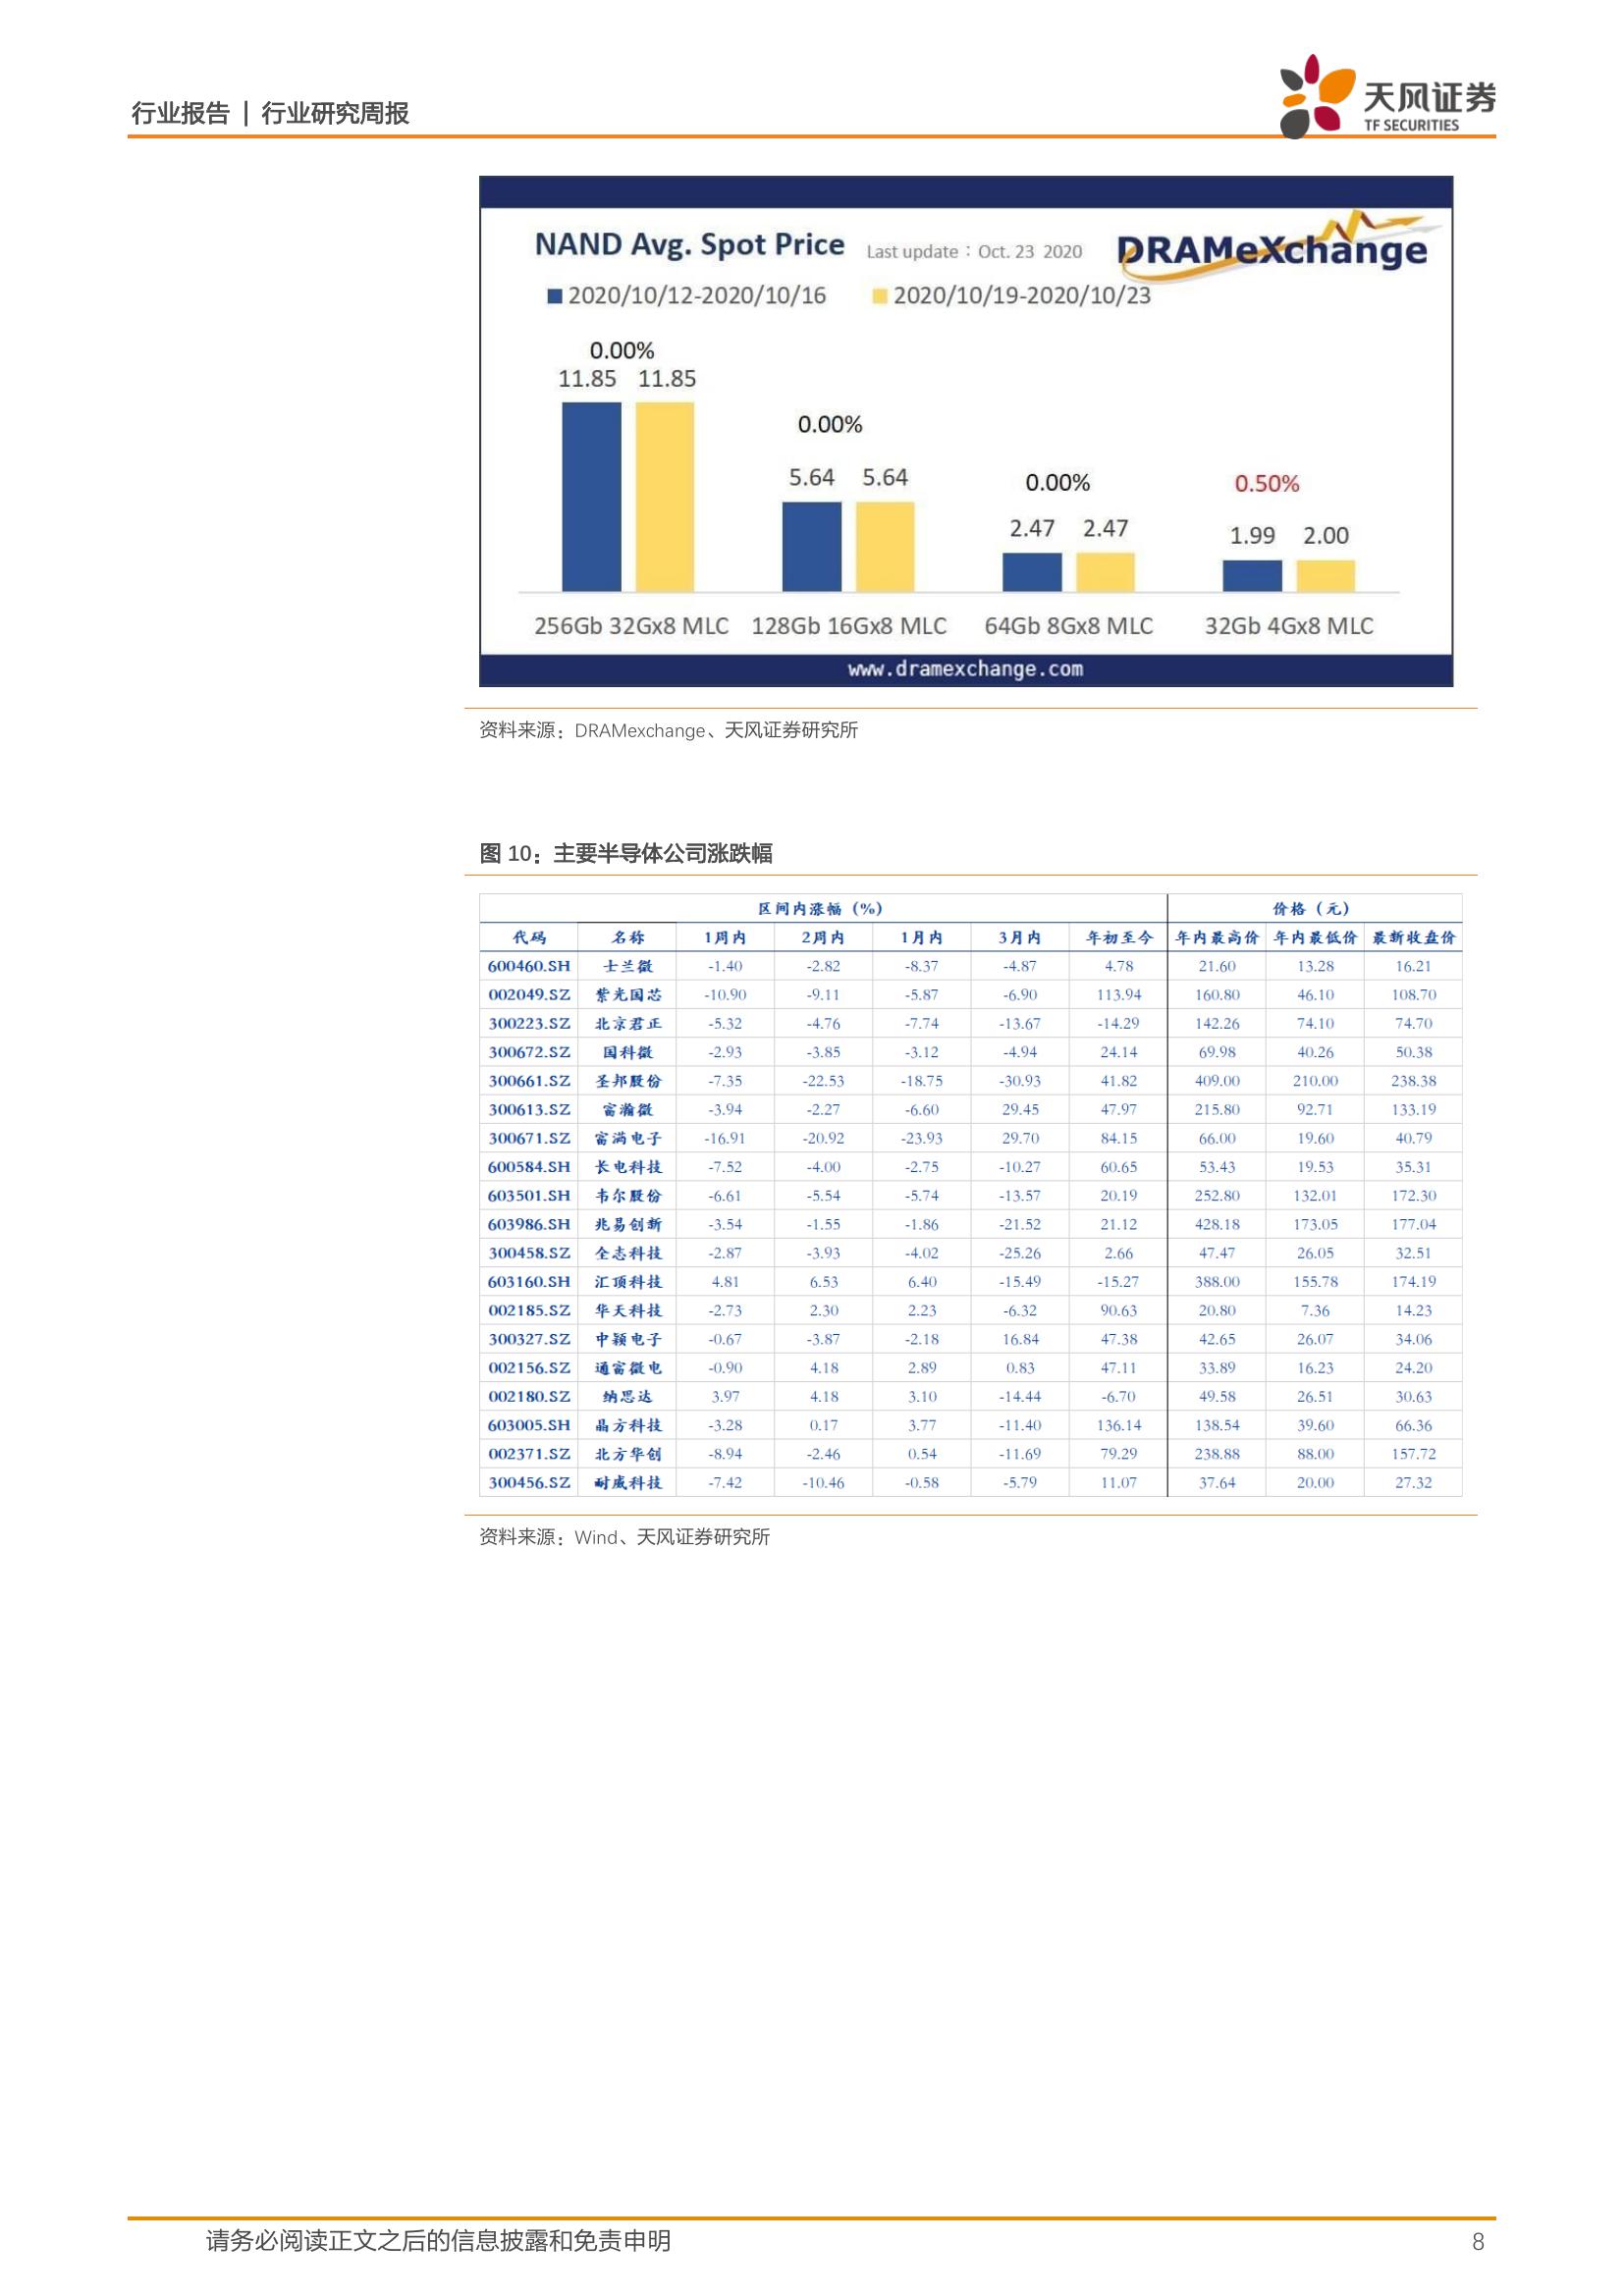 行业报告 | 行业研究周报
天风证券
TF SECURITIES
NAND Avg. Spot Price Last update：Oct. 23 2020 DRAMeXchange
2020/10/12-2020/10/16 2020/10/19-2020/10/23
0.00%
11.85 11.85
0.00%
5.64 5.64
0.00%
2.47 2.47
0.50%
1.99 2.00
256Gb 32Gx8 MLC 128Gb 16Gx8 MLC 64Gb 8Gx8 MLC 32Gb 4Gx8 MLC
www.dramexchange.com
资料来源：DRAMexchange、天风证券研究所
图 10：主要半导体公司涨跌幅
区间内涨幅（%） 价格（元）
代码 名称 1周内 2周内 1月内 3月内 年初至今 年内最高价 年内最低价 最新收盘价
600460.SH 士兰微 -1.40 -2.82 -8.37 -4.87 4.78 21.60 13.28 16.21
002049.SZ 紫光国芯 -10.90 -9.11 -5.87 -6.90 113.94 160.80 46.10 108.70
300223.SZ 北京君正 -5.32 -4.76 -7.74 -13.67 -14.29 142.26 74.10 74.70
300672.SZ 国科微 -2.93 -3.85 -3.12 -4.94 24.14 69.98 40.26 50.38
300661.SZ 圣邦股份 -7.35 -22.53 -18.75 -30.93 41.82 409.00 210.00 238.38
300613.SZ 富瀚微 -3.94 -2.27 -6.60 29.45 47.97 215.80 92.71 133.19
300671.SZ 富满电子 -16.91 -20.92 -23.93 29.70 84.15 66.00 19.60 40.79
600584.SH 长电科技 -7.52 -4.00 -2.75 -10.27 60.65 53.43 19.53 35.31
603501.SH 韦尔股份 -6.61 -5.54 -5.74 -13.57 20.19 252.80 132.01 172.30
603986.SH 兆易创新 -3.54 -1.55 -1.86 -21.52 21.12 428.18 173.05 177.04
300458.SZ 全志科技 -2.87 -3.93 -4.02 -25.26 2.66 47.47 26.05 32.51
603160.SH 汇顶科技 4.81 6.53 6.40 -15.49 -15.27 388.00 155.78 174.19
002185.SZ 华天科技 -2.73 2.30 2.23 -6.32 90.63 20.80 7.36 14.23
300327.SZ 中颖电子 -0.67 -3.87 -2.18 16.84 47.38 42.65 26.07 34.06
002156.SZ 通富微电 -0.90 4.18 2.89 0.83 47.11 33.89 16.23 24.20
002180.SZ 纳思达 3.97 4.18 3.10 -14.44 -6.70 49.58 26.51 30.63
603005.SH 晶方科技 -3.28 0.17 3.77 -11.40 136.14 138.54 39.60 66.36
002371.SZ 北方华创 -8.94 -2.46 0.54 -11.69 79.29 238.88 88.00 157.72
300456.SZ 耐威科技 -7.42 -10.46 -0.58 -5.79 11.07 37.64 20.00 27.32
资料来源：Wind、天风证券研究所
请务必阅读正文之后的信息披露和免责申明 8